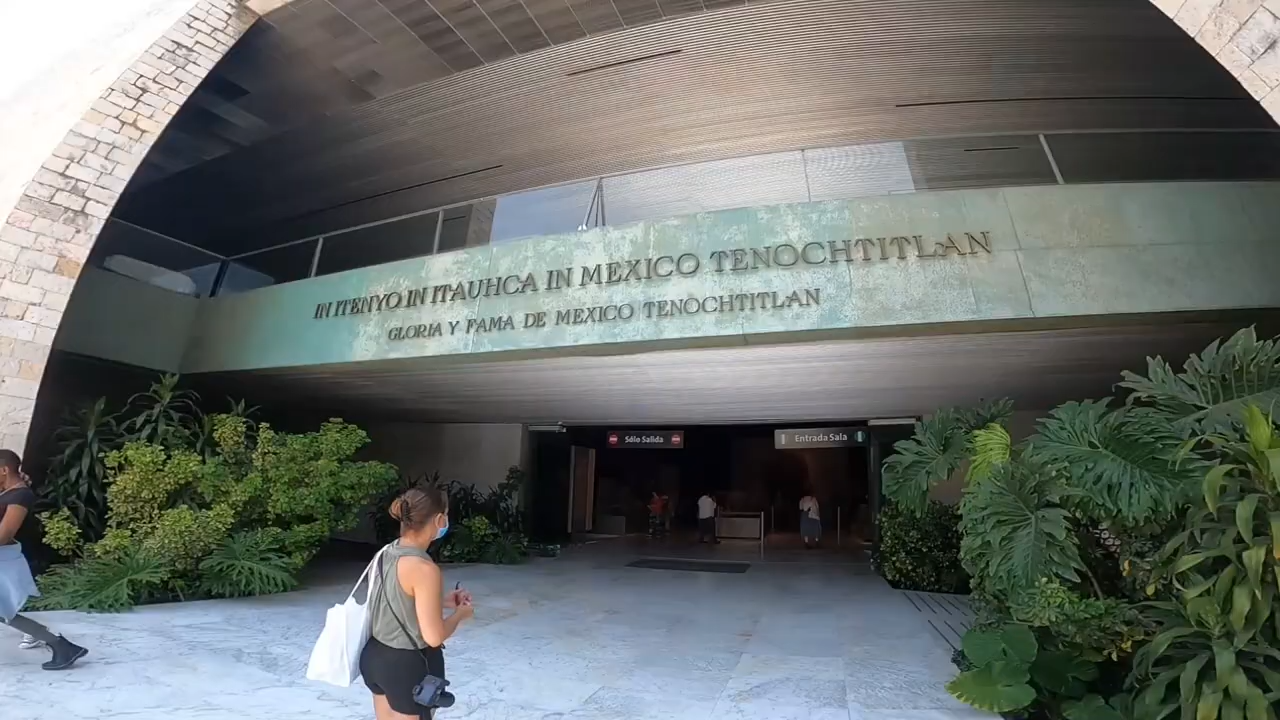 IN ITENYO IN ITAUHCA IN MEXICO TENOCHTITLAN
GLORIA Y FAMA DE MEXICO TENOCHTITLAN
Sólo Salida
Entrada Sala